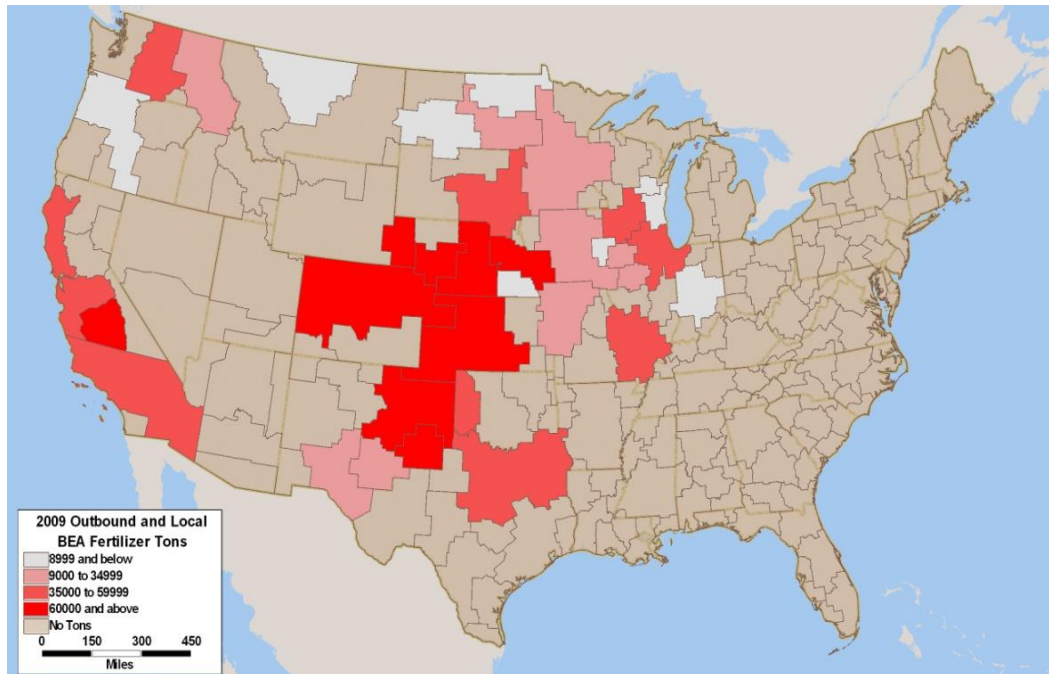 2009 Outbound and Local
BEA Fertilizer Tons
8999 and below
9000 to 34999
35000 to 59999
60000 and above
No Tons
0 150 300 450
Miles